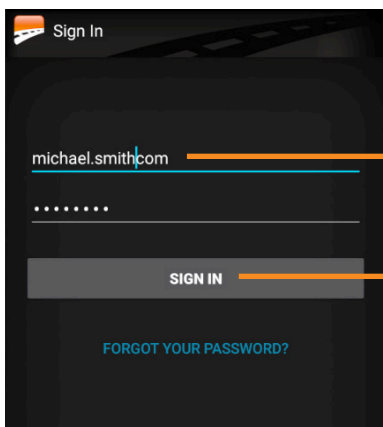 Sign In
michael.smithcom
••••••••
SIGN IN
FORGOT YOUR PASSWORD?